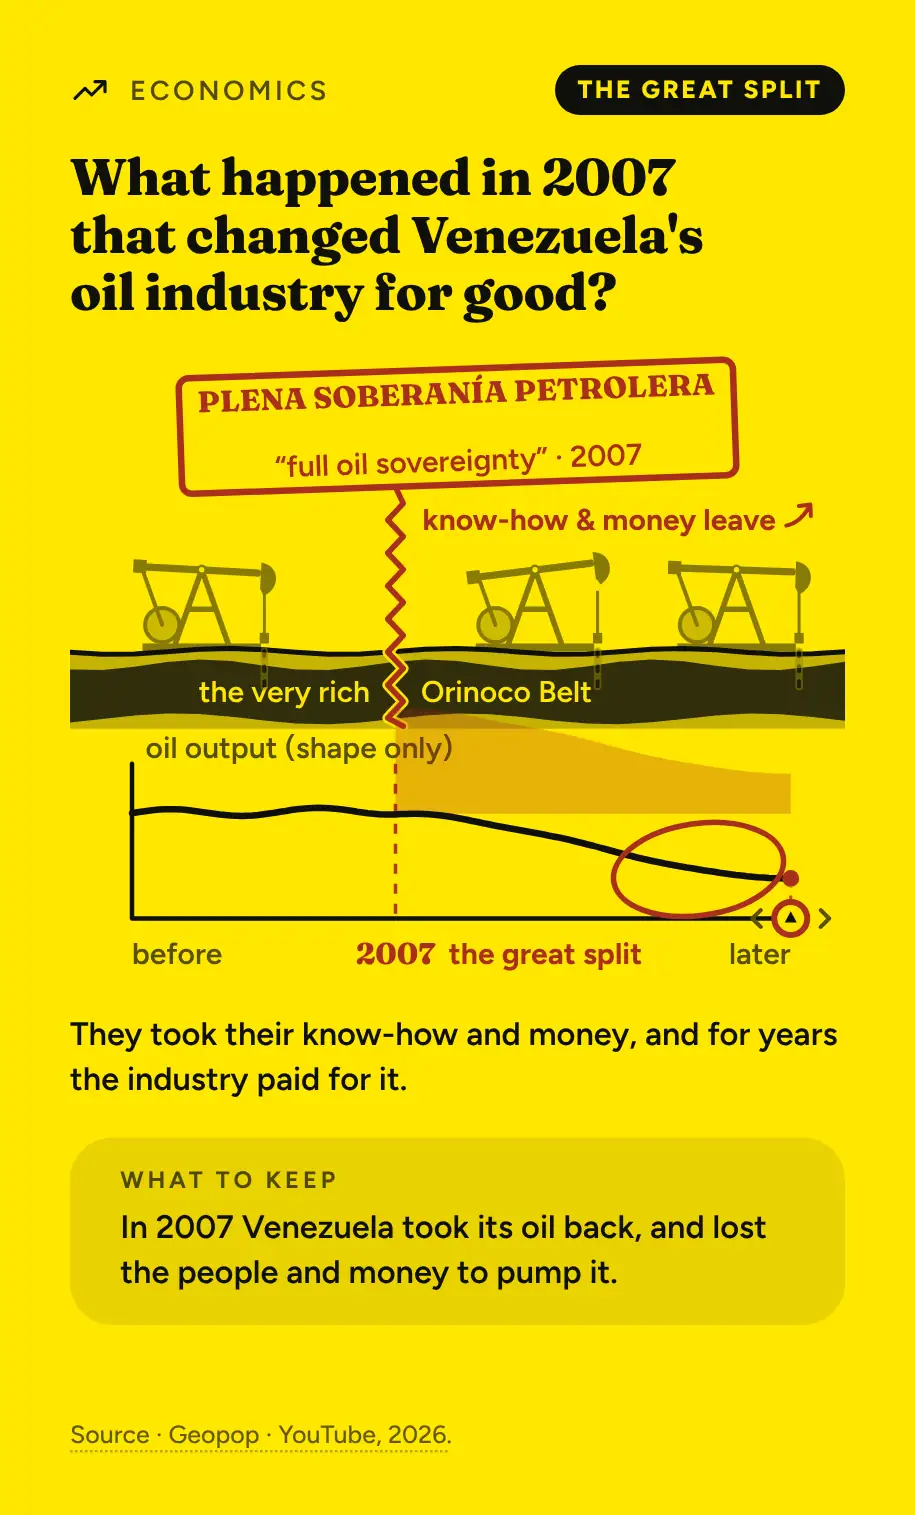 ECONOMICS
THE GREAT SPLIT
What happened in 2007
that changed Venezuela's
oil industry for good?
PLENA SOBERANÍA PETROLERA
“full oil sovereignty” · 2007
know-how & money leave
the very rich
Orinoco Belt
oil output (shape only)
before
2007 the great split
later
They took their know-how and money, and for years
the industry paid for it.
WHAT TO KEEP
In 2007 Venezuela took its oil back, and lost
the people and money to pump it.
Source · Geopop · YouTube, 2026.